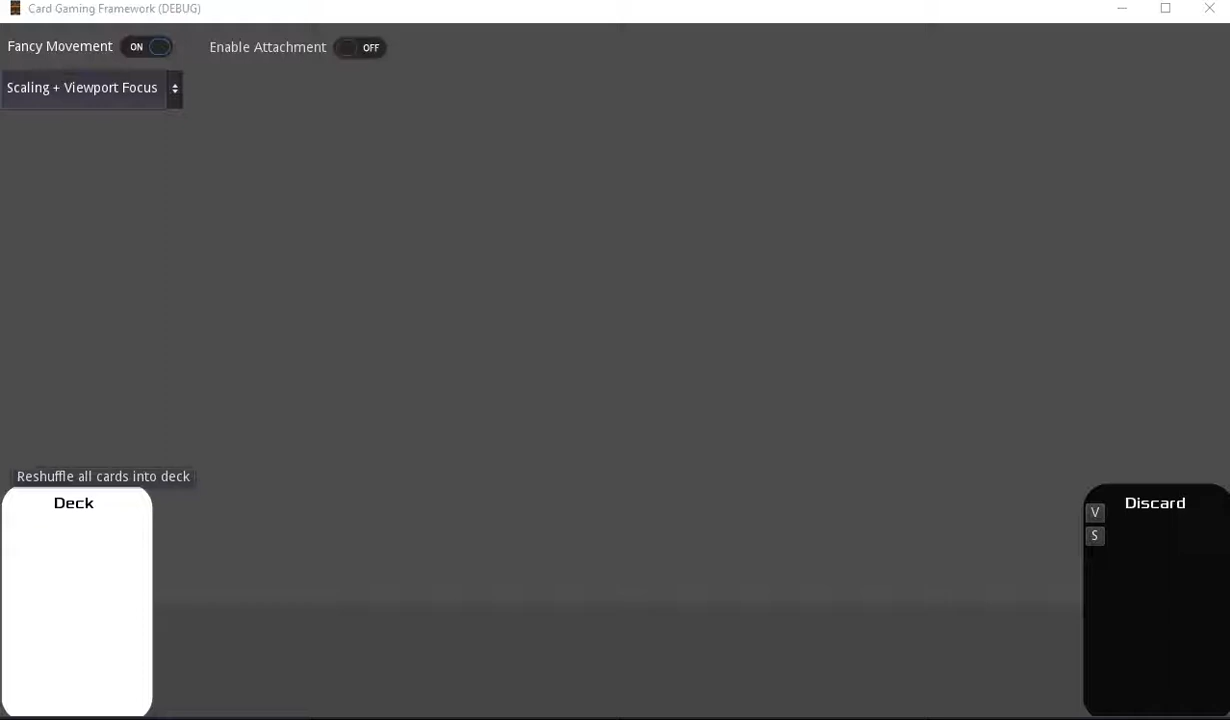 Card Gaming Framework (DEBUG)
Fancy Movement ON Enable Attachment OFF
Scaling + Viewport Focus
Reshuffle all cards into deck
Deck
Discard
V
S